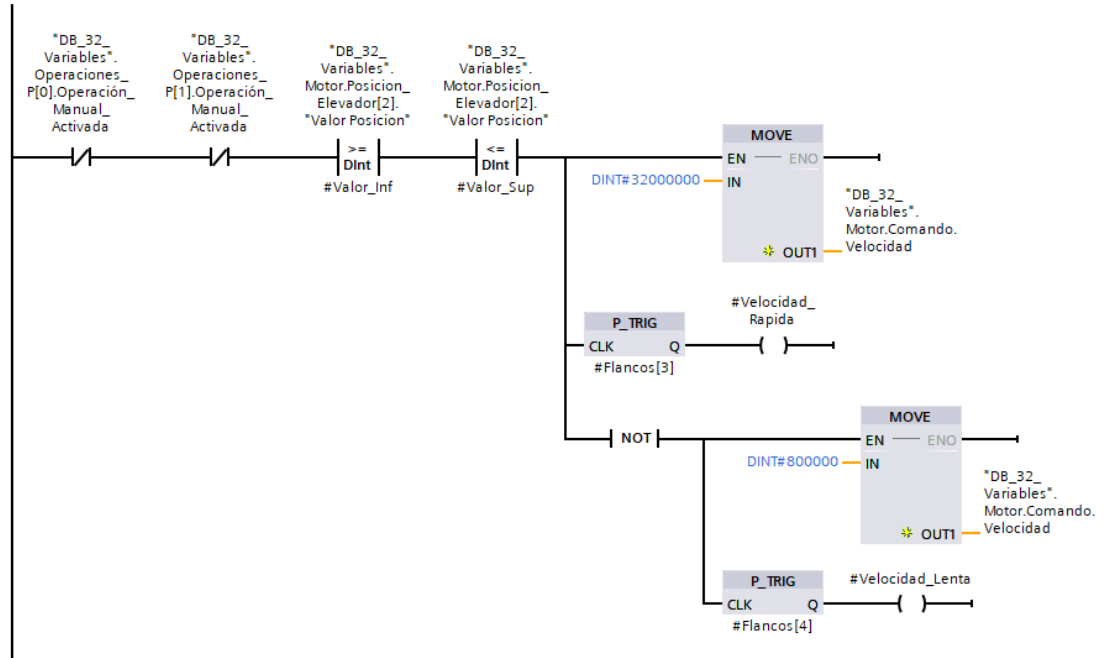 "DB_32_
Variables".
Operaciones_
P[0].Operación_
Manual_
Activada
"DB_32_
Variables".
Operaciones_
P[1].Operación_
Manual_
Activada
"DB_32_
Variables".
Motor.Posicion_
Elevador[2].
"Valor Posicion"
>=
DInt
#Valor_Inf
"DB_32_
Variables".
Motor.Posicion_
Elevador[2].
"Valor Posicion"
<=
DInt
#Valor_Sup
MOVE
EN ENO
DINT#32000000 IN
OUT1
"DB_32_
Variables".
Motor.Comando.
Velocidad
P_TRIG
CLK Q
#Flancos[3]
#Velocidad_
Rapida
NOT
MOVE
EN ENO
DINT#800000 IN
OUT1
"DB_32_
Variables".
Motor.Comando.
Velocidad
P_TRIG
CLK Q
#Flancos[4]
#Velocidad_Lenta